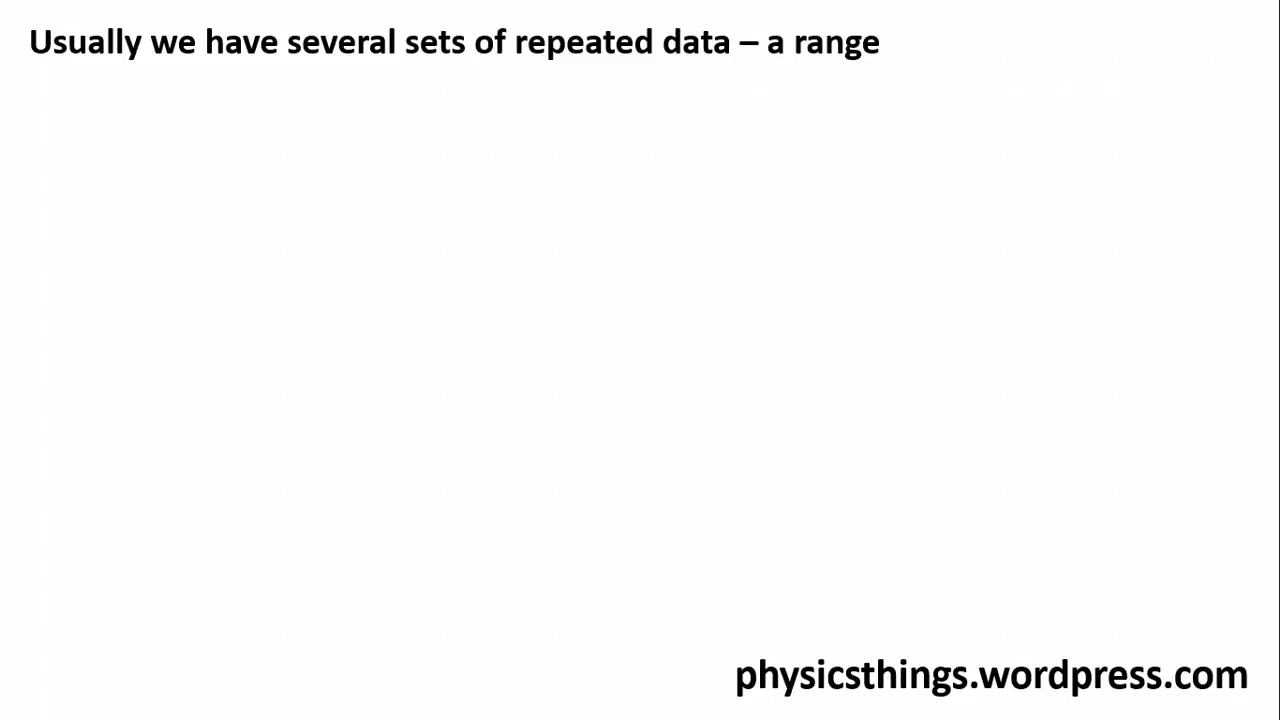 Usually we have several sets of repeated data – a range
physicsthings.wordpress.com